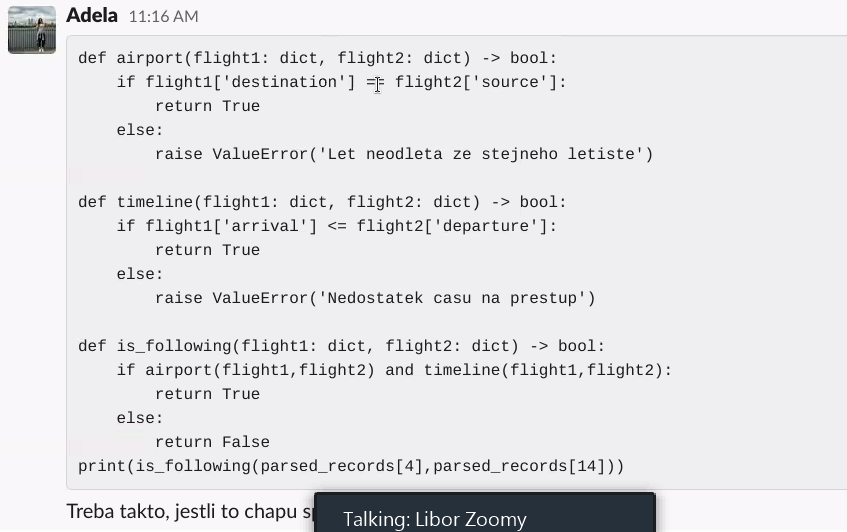 Adela 11:16 AM
def airport(flight1: dict, flight2: dict) -> bool:
    if flight1['destination'] == flight2['source']:
        return True
    else:
        raise ValueError('Let neodleta ze stejneho letiste')
def timeline(flight1: dict, flight2: dict) -> bool:
    if flight1['arrival'] <= flight2['departure']:
        return True
    else:
        raise ValueError('Nedostatek casu na prestup')
def is_following(flight1: dict, flight2: dict) -> bool:
    if airport(flight1,flight2) and timeline(flight1,flight2):
        return True
    else:
        return False
print(is_following(parsed_records[4],parsed_records[14]))
Treba takto, jestli to chapu
Talking: Libor Zoomy